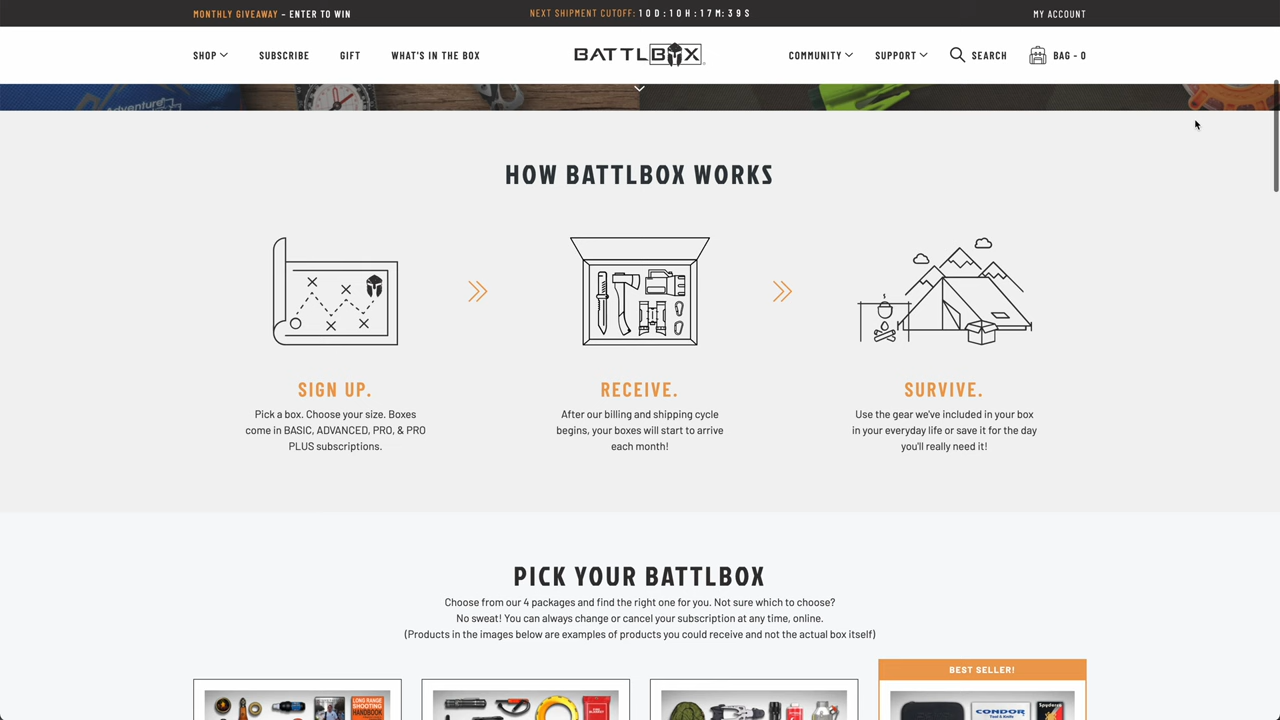 MONTHLY GIVEAWAY – ENTER TO WIN
NEXT SHIPMENT CUTOFF: 10D:10H:17M:39S
MY ACCOUNT
SHOP
SUBSCRIBE
GIFT
WHAT'S IN THE BOX
BATTLBOX
COMMUNITY
SUPPORT
SEARCH
BAG - 0
Adventure
HOW BATTLBOX WORKS
SIGN UP.
Pick a box. Choose your size. Boxes
come in BASIC, ADVANCED, PRO, & PRO
PLUS subscriptions.
RECEIVE.
After our billing and shipping cycle
begins, your boxes will start to arrive
each month!
SURVIVE.
Use the gear we've included in your box
in your everyday life or save it for the day
you'll really need it!
PICK YOUR BATTLBOX
Choose from our 4 packages and find the right one for you. Not sure which to choose?
No sweat! You can always change or cancel your subscription at any time, online.
(Products in the images below are examples of products you could receive and not the actual box itself)
BEST SELLER!
LONG RANGE
SHOOTING
HANDBOOK
CONDOR
Spyderco